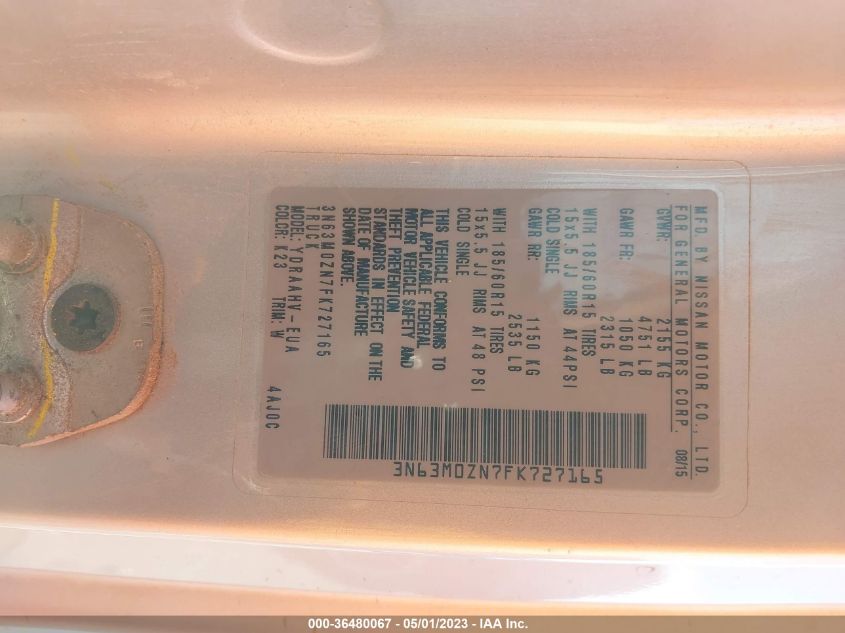 MFD. BY NISSAN MOTOR CO., LTD.
FOR GENERAL MOTORS CORP. 08/15
GVWR: 2155 KG
4751 LB
GAWR FR: 1050 KG
2315 LB
WITH 185/60R15 TIRES
15x5.5 JJ RIMS AT 44PSI
COLD SINGLE
GAWR RR: 1150 KG
2535 LB
WITH 185/60R15 TIRES
15x5.5 JJ RIMS AT 48 PSI
COLD SINGLE
THIS VEHICLE CONFORMS TO
ALL APPLICABLE FEDERAL
MOTOR VEHICLE SAFETY AND
THEFT PREVENTION
STANDARDS IN EFFECT ON THE
DATE OF MANUFACTURE
SHOWN ABOVE.
3N63M0ZN7FK727165
TRUCK
MODEL: YDRAAHV-EUA
COLOR: K23 TRIM: W 4AJ0C
3N63M0ZN7FK727165
000-36480067 - 05/01/2023 - IAA Inc.